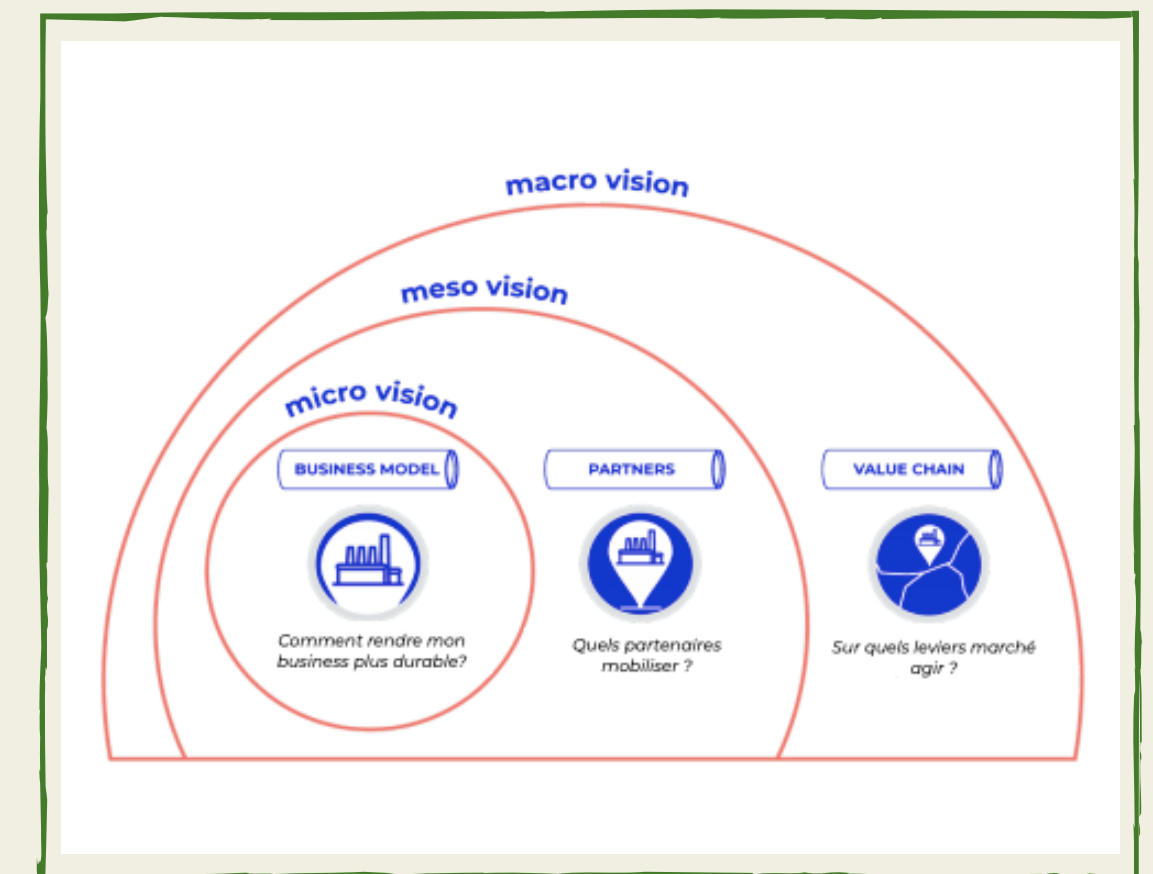 macro vision
meso vision
micro vision
BUSINESS MODEL
PARTNERS
VALUE CHAIN
Comment rendre mon
business plus durable?
Quels partenaires
mobiliser ?
Sur quels leviers marché
agir ?